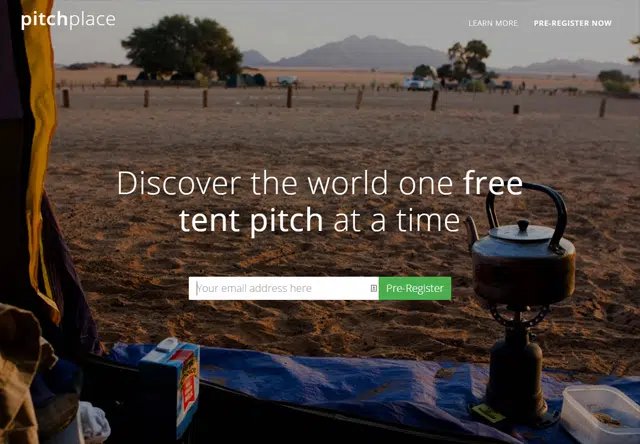 pitchplace
LEARN MORE
PRE-REGISTER NOW
Discover the world one free
tent pitch at a time
Your email address here
Pre-Register